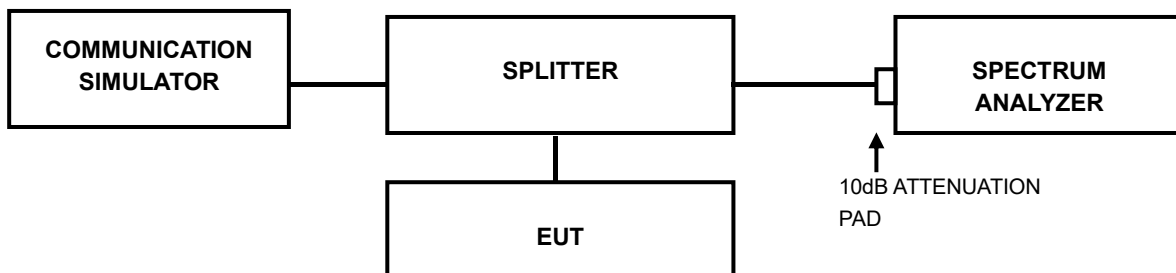 COMMUNICATION
SIMULATOR
SPLITTER
SPECTRUM
ANALYZER
10dB ATTENUATION
PAD
EUT